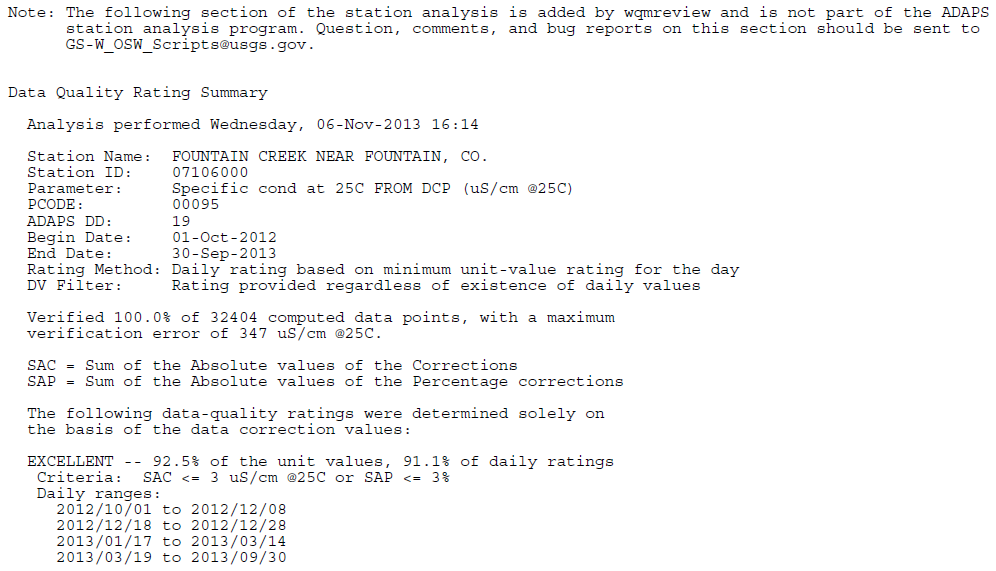 Note: The following section of the station analysis is added by wqmreview and is not part of the ADAPS
station analysis program. Question, comments, and bug reports on this section should be sent to
GS-W_OSW_Scripts@usgs.gov.
Data Quality Rating Summary
Analysis performed Wednesday, 06-Nov-2013 16:14
Station Name: FOUNTAIN CREEK NEAR FOUNTAIN, CO.
Station ID: 07106000
Parameter: Specific cond at 25C FROM DCP (uS/cm @25C)
PCODE: 00095
ADAPS DD: 19
Begin Date: 01-Oct-2012
End Date: 30-Sep-2013
Rating Method: Daily rating based on minimum unit-value rating for the day
DV Filter: Rating provided regardless of existence of daily values
Verified 100.0% of 32404 computed data points, with a maximum
verification error of 347 uS/cm @25C.
SAC = Sum of the Absolute values of the Corrections
SAP = Sum of the Absolute values of the Percentage corrections
The following data-quality ratings were determined solely on
the basis of the data correction values:
EXCELLENT -- 92.5% of the unit values, 91.1% of daily ratings
Criteria: SAC <= 3 uS/cm @25C or SAP <= 3%
Daily ranges:
2012/10/01 to 2012/12/08
2012/12/18 to 2012/12/28
2013/01/17 to 2013/03/14
2013/03/19 to 2013/09/30